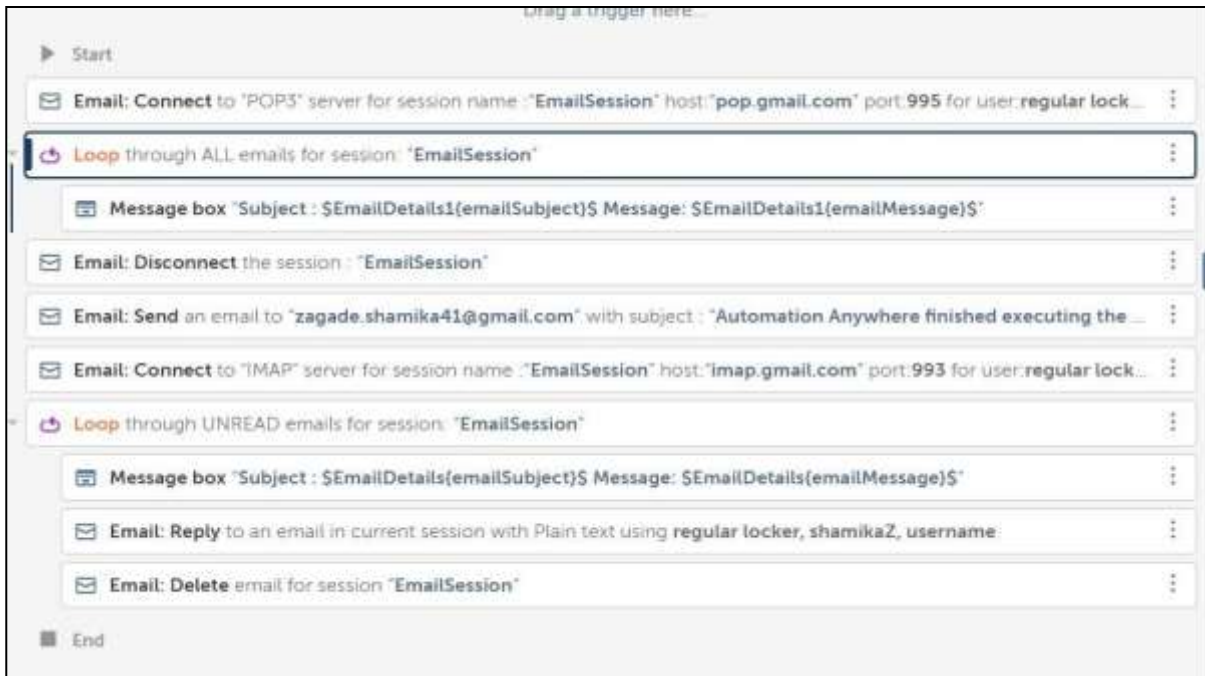 Drag a trigger here...
Start
Email: Connect to "POP3" server for session name :"EmailSession" host:"pop.gmail.com" port:995 for user:regular lock...
Loop through ALL emails for session: "EmailSession"
Message box "Subject : $EmailDetails1{emailSubject}$ Message: $EmailDetails1{emailMessage}$"
Email: Disconnect the session : "EmailSession"
Email: Send an email to "zagade.shamika41@gmail.com" with subject : "Automation Anywhere finished executing the ...
Email: Connect to "IMAP" server for session name :"EmailSession" host:"imap.gmail.com" port:993 for user:regular lock...
Loop through UNREAD emails for session: "EmailSession"
Message box "Subject : $EmailDetails{emailSubject}$ Message: $EmailDetails{emailMessage}$"
Email: Reply to an email in current session with Plain text using regular locker, shamikaZ, username
Email: Delete email for session "EmailSession"
End